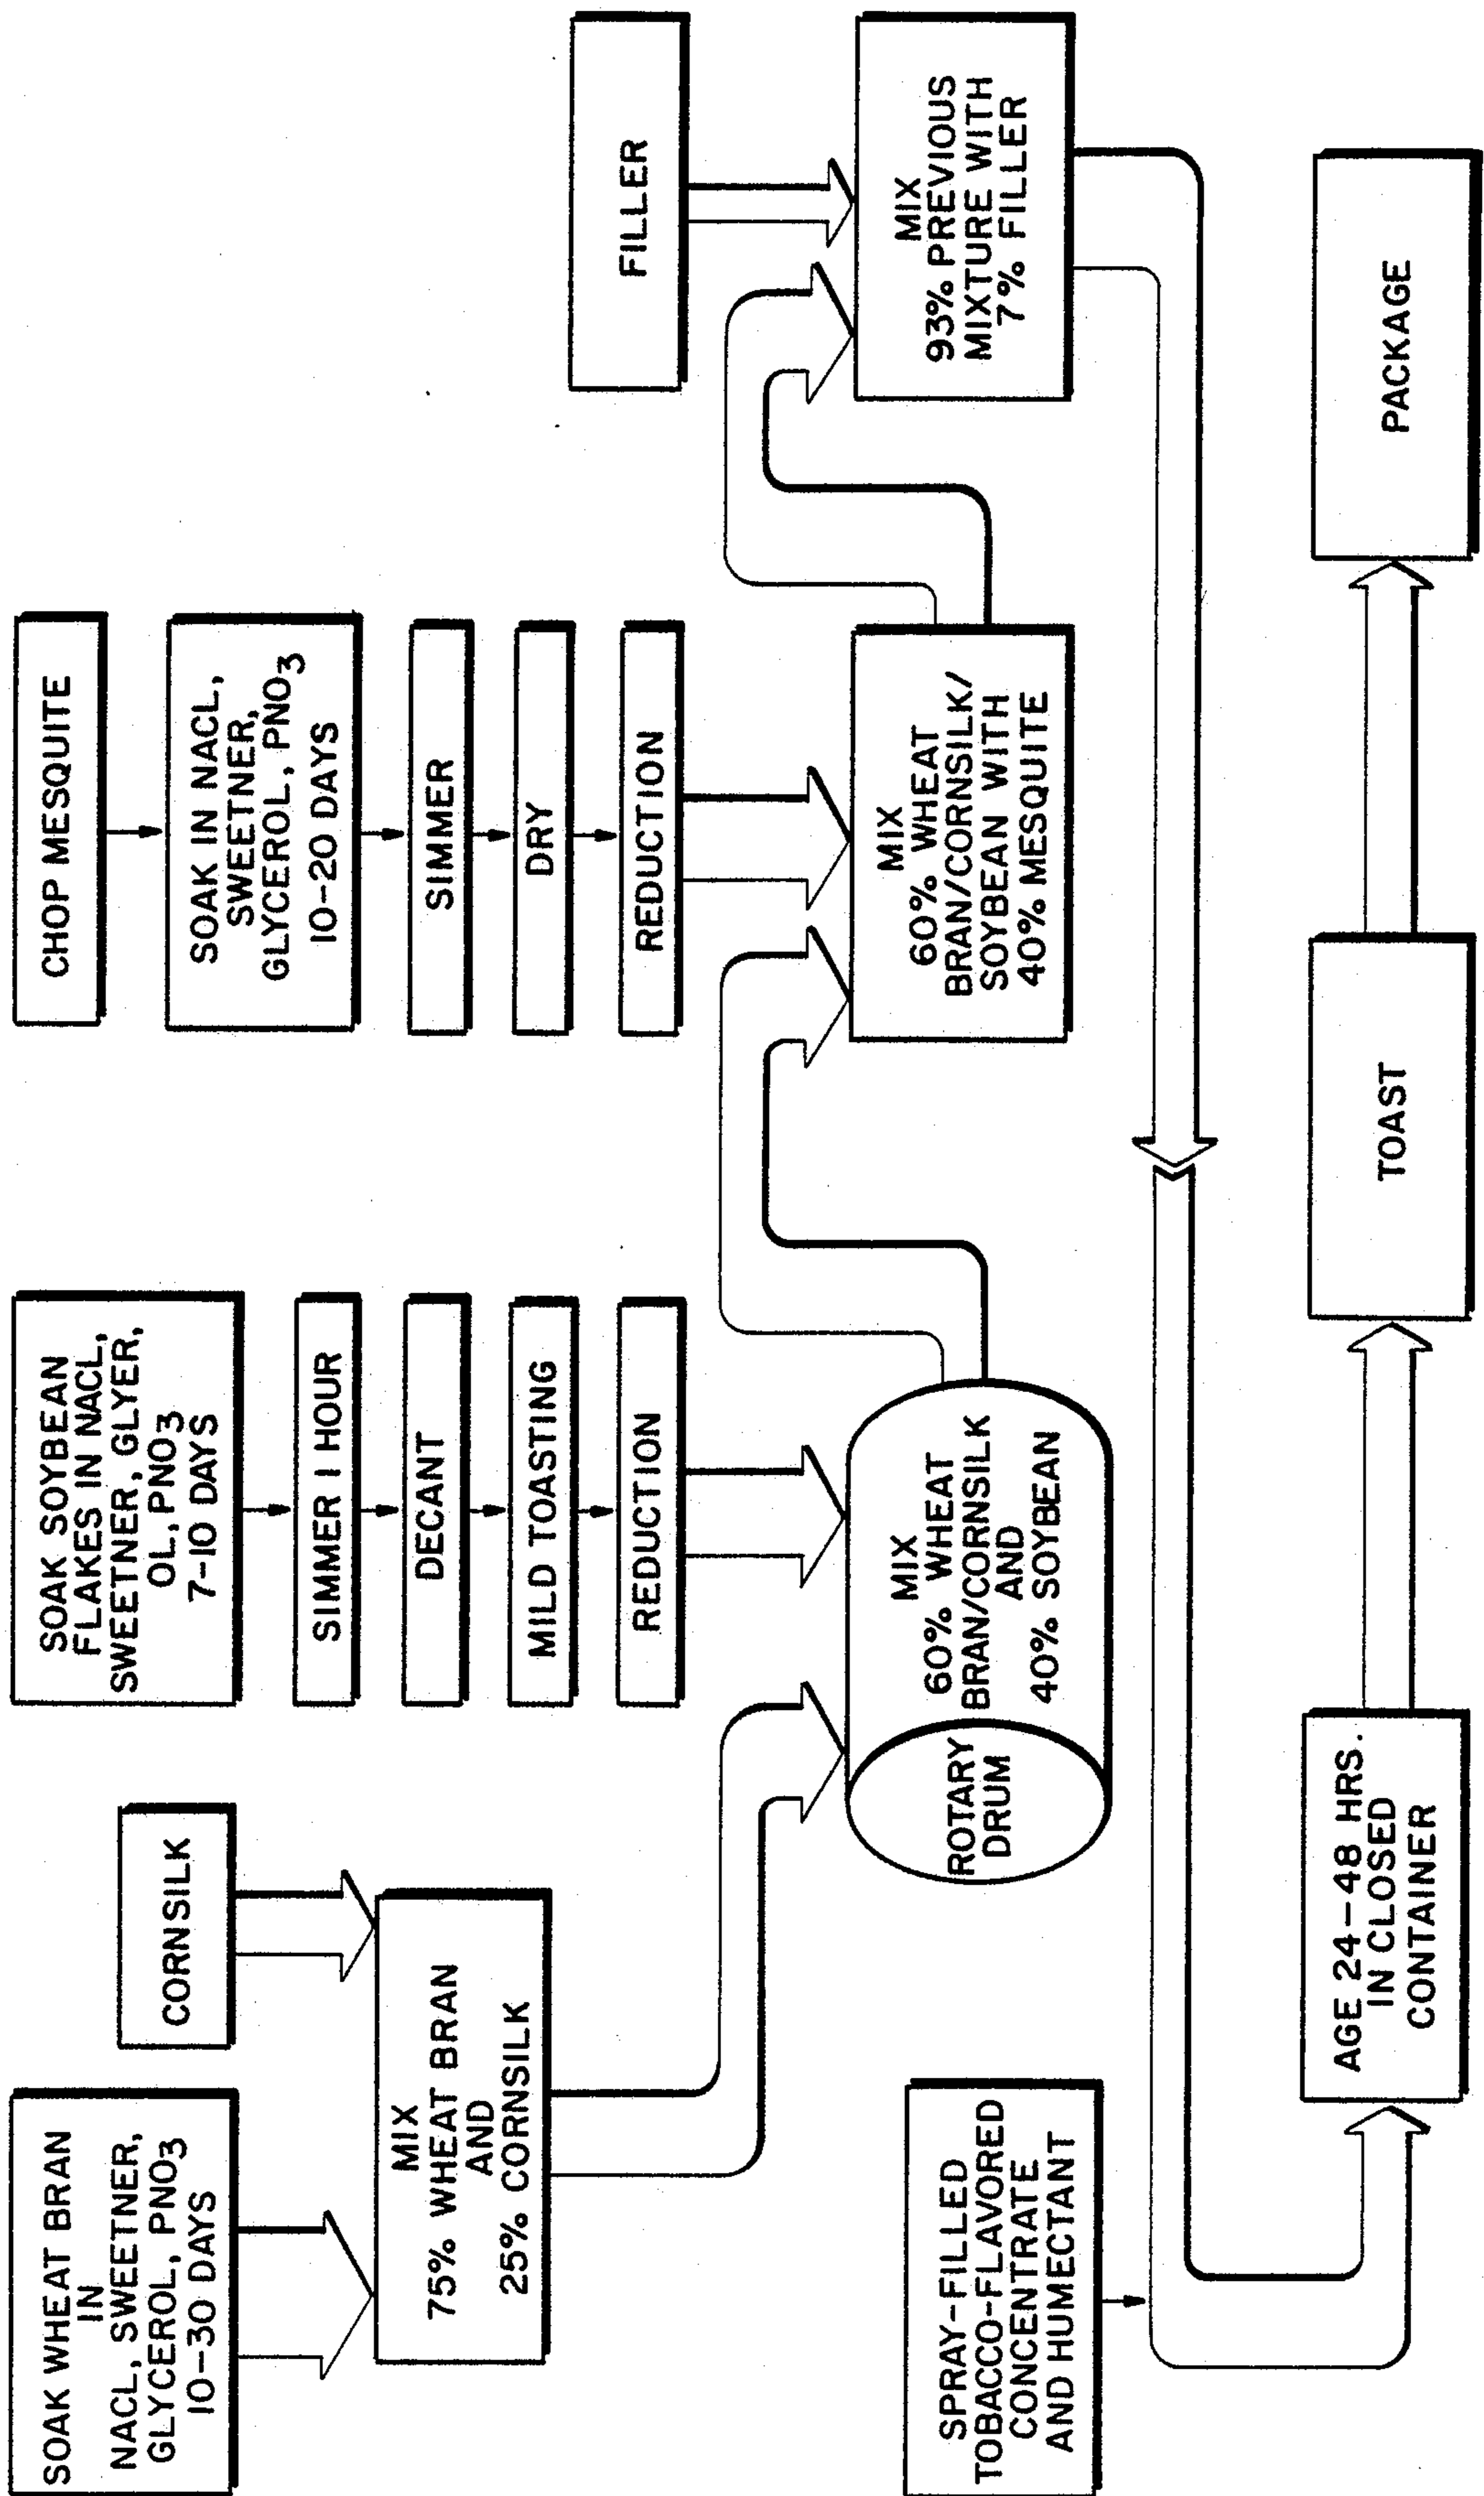 SOAK WHEAT BRAN
IN
NACL, SWEETNER,
GLYCEROL, PNO3
10-30 DAYS
CORNSILK
MIX
75% WHEAT BRAN
AND
25% CORNSILK
SOAK SOYBEAN
FLAKES IN NACL,
SWEETNER, GLYER,
OL, PNO3
7-10 DAYS
SIMMER 1 HOUR
DECANT
MILD TOASTING
REDUCTION
ROTARY
DRUM
MIX
60% WHEAT
BRAN/CORNSILK
AND
40% SOYBEAN
CHOP MESQUITE
SOAK IN NACL,
SWEETNER,
GLYCEROL, PNO3
10-20 DAYS
SIMMER
DRY
REDUCTION
MIX
60% WHEAT
BRAN/CORNSILK/
SOYBEAN WITH
40% MESQUITE
FILLER
MIX
93% PREVIOUS
MIXTURE WITH
7% FILLER
SPRAY-FILLED
TOBACCO-FLAVORED
CONCENTRATE
AND HUMECTANT
AGE 24-48 HRS.
IN CLOSED
CONTAINER
TOAST
PACKAGE